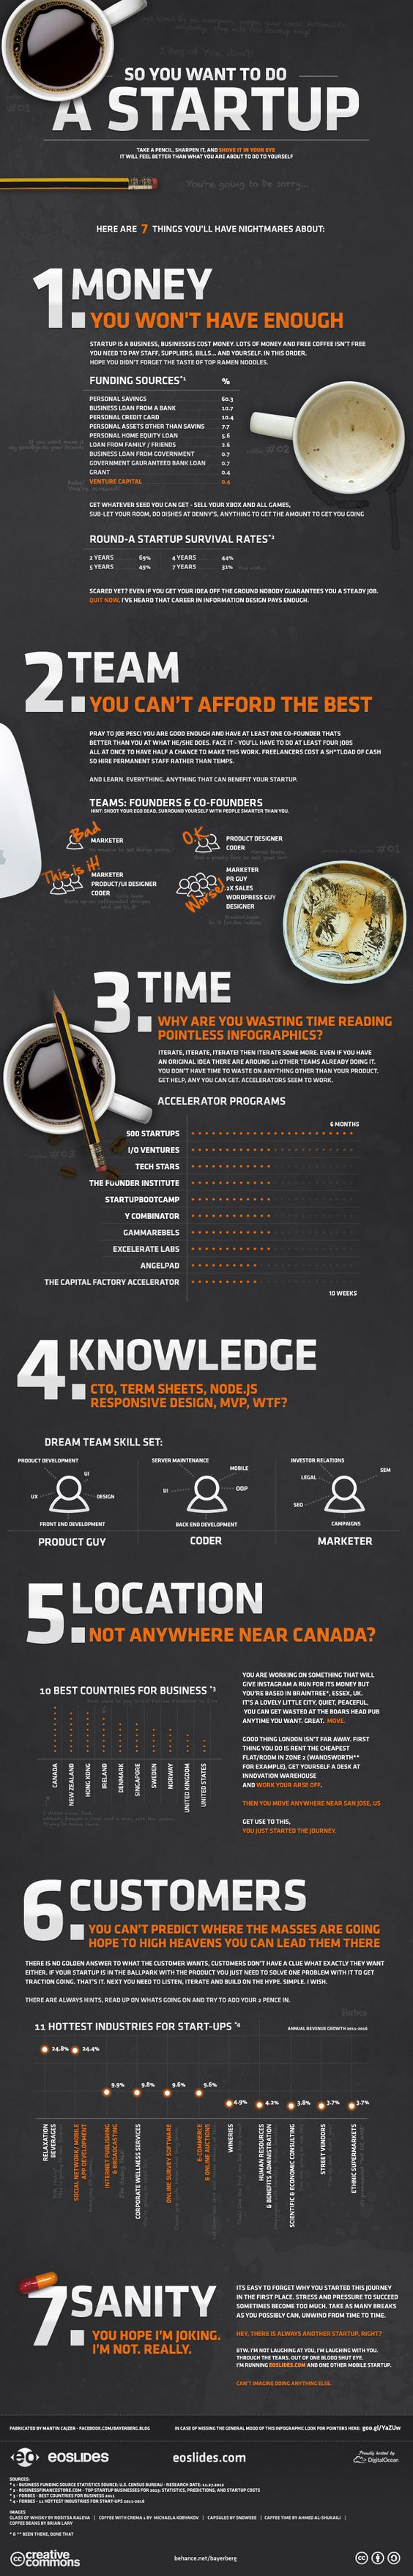 SO YOU WANT TO DO
A STARTUP
TAKE A PENCIL, SHARPEN IT, AND SHOVE IT IN YOUR EYE
IT WILL FEEL BETTER THAN WHAT YOU ARE ABOUT TO DO TO YOURSELF
You're going to be sorry...
HERE ARE 7 THINGS YOU'LL HAVE NIGHTMARES ABOUT:
1. MONEY
YOU WON'T HAVE ENOUGH
STARTUP IS A BUSINESS, BUSINESSES COST MONEY. LOTS OF MONEY AND FREE COFFEE ISN'T FREE
YOU NEED TO PAY STAFF, SUPPLIERS, BILLS... AND YOURSELF. IN THIS ORDER.
HOPE YOU DIDN'T FORGET THE TASTE OF TOP RAMEN NOODLES.
FUNDING SOURCES*1 %
PERSONAL SAVINGS 60.3
BUSINESS LOAN FROM A BANK 10.7
PERSONAL CREDIT CARD 10.4
PERSONAL ASSETS OTHER THAN SAVINS 7.7
PERSONAL HOME EQUITY LOAN 5.6
LOAN FROM FAMILY / FRIENDS 2.6
BUSINESS LOAN FROM GOVERNMENT 0.7
GOVERNMENT GAURANTEED BANK LOAN 0.7
GRANT 0.4
VENTURE CAPITAL 0.4
GET WHATEVER SEED YOU CAN GET - SELL YOUR XBOX AND ALL GAMES,
SUB-LET YOUR ROOM, DO DISHES AT DENNY'S, ANYTHING TO GET THE AMOUNT TO GET YOU GOING
ROUND-A STARTUP SURVIVAL RATES*2
2 YEARS 69% 4 YEARS 44%
5 YEARS 49% 7 YEARS 31%
SCARED YET? EVEN IF YOU GET YOUR IDEA OFF THE GROUND NOBODY GUARANTEES YOU A STEADY JOB.
QUIT NOW. I'VE HEARD THAT CAREER IN INFORMATION DESIGN PAYS ENOUGH.
2. TEAM
YOU CAN'T AFFORD THE BEST
PRAY TO JOE PESCI YOU ARE GOOD ENOUGH AND HAVE AT LEAST ONE CO-FOUNDER THATS
BETTER THAN YOU AT WHAT HE/SHE DOES. FACE IT - YOU'LL HAVE TO DO AT LEAST FOUR JOBS
ALL AT ONCE TO HAVE HALF A CHANCE TO MAKE THIS WORK. FREELANCERS COST A SH*TLOAD OF CASH
SO HIRE PERMANENT STAFF RATHER THAN TEMPS.
AND LEARN. EVERYTHING. ANYTHING THAT CAN BENEFIT YOUR STARTUP.
TEAMS: FOUNDERS & CO-FOUNDERS
HINT: SHOOT YOUR EGO DEAD, SURROUND YOURSELF WITH PEOPLE SMARTER THAN YOU.
Bad
MARKETER
O.K.
PRODUCT DESIGNER
CODER
This is it!
MARKETER
PRODUCT/UI DESIGNER
CODER
Worse!
MARKETER
PR GUY
2X SALES
WORDPRESS GUY
DESIGNER
3. TIME
WHY ARE YOU WASTING TIME READING
POINTLESS INFOGRAPHICS?
ITERATE, ITERATE, ITERATE! THEN ITERATE SOME MORE. EVEN IF YOU HAVE
AN ORIGINAL IDEA THERE ARE AROUND 10 OTHER TEAMS ALREADY DOING IT.
YOU DON'T HAVE TIME TO WASTE ON ANYTHING OTHER THAN YOUR PRODUCT.
GET HELP, ANY YOU CAN GET. ACCELERATORS SEEM TO WORK.
ACCELERATOR PROGRAMS
6 MONTHS
500 STARTUPS
I/O VENTURES
TECH STARS
THE FOUNDER INSTITUTE
STARTUPBOOTCAMP
Y COMBINATOR
GAMMAREBELS
EXCELERATE LABS
ANGELPAD
THE CAPITAL FACTORY ACCELERATOR
10 WEEKS
4. KNOWLEDGE
CTO, TERM SHEETS, NODE.JS
RESPONSIVE DESIGN, MVP, WTF?
DREAM TEAM SKILL SET:
PRODUCT DEVELOPMENT
UI
UX
DESIGN
FRONT END DEVELOPMENT
PRODUCT GUY
SERVER MAINTENANCE
MOBILE
UI
OOP
BACK END DEVELOPMENT
CODER
INVESTOR RELATIONS
SEM
LEGAL
SEO
CAMPAIGNS
MARKETER
5. LOCATION
NOT ANYWHERE NEAR CANADA?
10 BEST COUNTRIES FOR BUSINESS *3
CANADA
NEW ZEALAND
HONG KONG
IRELAND
DENMARK
SINGAPORE
SWEDEN
NORWAY
UNITED KINGDOM
UNITED STATES
YOU ARE WORKING ON SOMETHING THAT WILL
GIVE INSTAGRAM A RUN FOR ITS MONEY BUT
YOU'RE BASED IN BRAINTREE*, ESSEX, UK.
IT'S A LOVELY LITTLE CITY, QUIET, PEACEFUL,
YOU CAN GET WASTED AT THE BOARS HEAD PUB
ANYTIME YOU WANT. GREAT. MOVE.
GOOD THING LONDON ISN'T FAR AWAY. FIRST
THING YOU DO IS RENT THE CHEAPEST
FLAT/ROOM IN ZONE 2 (WANDSWORTH**
FOR EXAMPLE), GET YOURSELF A DESK AT
INNOVATION WAREHOUSE
AND WORK YOUR ARSE OFF.
THEN YOU MOVE ANYWHERE NEAR SAN JOSE, US
GET USE TO THIS,
YOU JUST STARTED THE JOURNEY.
6. CUSTOMERS
YOU CAN'T PREDICT WHERE THE MASSES ARE GOING
HOPE TO HIGH HEAVENS YOU CAN LEAD THEM THERE
THERE IS NO GOLDEN ANSWER TO WHAT THE CUSTOMER WANTS, CUSTOMERS DON'T HAVE A CLUE WHAT EXACTLY THEY WANT
EITHER. IF YOUR STARTUP IS IN THE BALLPARK WITH THE PRODUCT YOU JUST NEED TO SOLVE ONE PROBLEM WITH IT TO GET
TRACTION GOING. THAT'S IT. NEXT YOU NEED TO LISTEN, ITERATE AND BUILD ON THE HYPE. SIMPLE. I WISH.
THERE ARE ALWAYS HINTS, READ UP ON WHATS GOING ON AND TRY TO ADD YOUR 2 PENCE IN.
Forbes
11 HOTTEST INDUSTRIES FOR START-UPS *4
ANNUAL REVENUE GROWTH 2011-2016
24.8% 24.4% 9.9% 9.8% 9.6% 9.6% 4.9% 4.2% 3.8% 3.7% 3.7%
RELAXATION BEVERAGES
SOCIAL NETWORK / MOBILE APP DEVELOPMENT
INTERNET PUBLISHING & BROADCASTING
CORPORATE WELLNESS SERVICES
ONLINE SURVEY SOFTWARE
E-COMMERCE & ONLINE AUCTIONS
WINERIES
HUMAN RESOURCES & BENEFITS ADMINISTRATION
SCIENTIFIC & ECONOMIC CONSULTING
STREET VENDORS
ETHNIC SUPERMARKETS
7. SANITY
YOU HOPE I'M JOKING.
I'M NOT. REALLY.
ITS EASY TO FORGET WHY YOU STARTED THIS JOURNEY
IN THE FIRST PLACE. STRESS AND PRESSURE TO SUCCEED
SOMETIMES BECOME TOO MUCH. TAKE AS MANY BREAKS
AS YOU POSSIBLY CAN, UNWIND FROM TIME TO TIME.
HEY, THERE IS ALWAYS ANOTHER STARTUP, RIGHT?
BTW. I'M NOT LAUGHING AT YOU, I'M LAUGHING WITH YOU.
THROUGH THE TEARS. OUT OF ONE BLOOD SHUT EYE.
I'M RUNNING EOSLIDES.COM AND ONE OTHER MOBILE STARTUP.
CAN'T IMAGINE DOING ANYTHING ELSE.
FABRICATED BY MARTIN CAJZER - FACEBOOK.COM/BAYERBERG.BLOG
IN CASE OF MISSING THE GENERAL MOOD OF THIS INFOGRAPHIC LOOK FOR POINTERS HERE: goo.gl/YaZUw
eo EOSLIDES
eoslides.com
Proudly hosted by
DigitalOcean
SOURCES:
* 1 - BUSINESS FUNDING SOURCE STATISTICS SOURCE: U.S. CENSUS BUREAU - RESEARCH DATE: 11.27.2012
* 2 - BUSINESSFINANCESTORE.COM - TOP STARTUP BUSINESSES FOR 2013: STATISTICS, PREDICTIONS, AND STARTUP COSTS
* 3 - FORBES - BEST COUNTRIES FOR BUSINESS 2011
* 4 - FORBES - 11 HOTTEST INDUSTRIES FOR START-UPS 2011-2016
IMAGES
GLASS OF WHISKY BY ROSITSA RALEVA | COFFEE WITH CREMA 2 BY MICHAELA KOBYAKOV | CAPSULES BY SNOWEEE | CAFFEE TIME BY AHMED AL-SHUKAILI |
COFFEE BEANS BY BRIAN LARY
* & ** BEEN THERE, DONE THAT
creative commons
behance.net/bayerberg